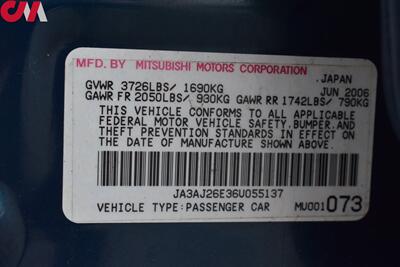 MFD. BY MITSUBISHI MOTORS CORPORATION
, JAPAN
GVWR 3726LBS/ 1690KG JUN 2006
GAWR FR 2050LBS/ 930KG GAWR RR 1742LBS/ 790KG
THIS VEHICLE CONFORMS TO ALL APPLICABLE
FEDERAL MOTOR VEHICLE SAFETY, BUMPER, AND
THEFT PREVENTION STANDARDS IN EFFECT ON
THE DATE OF MANUFACTURE SHOWN ABOVE.
JA3AJ26E36U055137
VEHICLE TYPE: PASSENGER CAR MU001 073